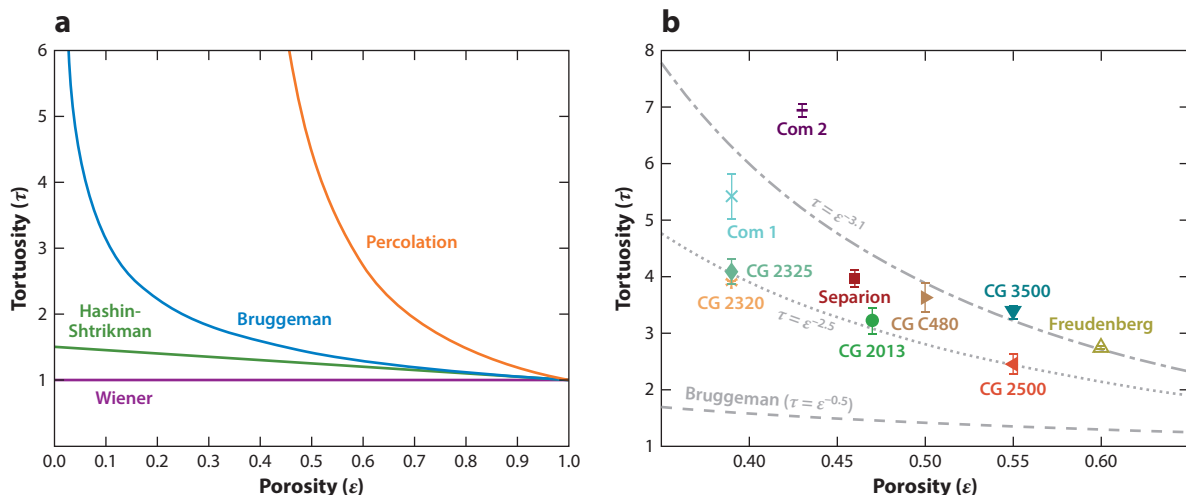 a
6
5
4
3
2
1
Tortuosity (τ)
Percolation
Hashin-
Shtrikman
Bruggeman
Wiener
0.0 0.1 0.2 0.3 0.4 0.5 0.6 0.7 0.8 0.9 1.0
Porosity (ε)
b
8
7
6
5
4
3
2
1
Tortuosity (τ)
Com 2
τ = ε−3.1
Com 1
CG 2325
CG 2320
Separion
CG C480
CG 3500
Freudenberg
τ = ε−2.5
CG 2013
CG 2500
Bruggeman (τ = ε−0.5)
0.40 0.45 0.50 0.55 0.60
Porosity (ε)